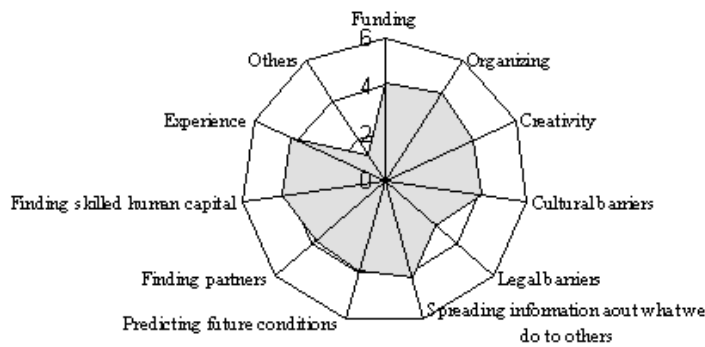 Funding
6
Others
Organizing
4
Experience
Creativity
2
0
Finding skilled human capital
Cultural barriers
Finding partners
Legal barriers
Spreading information aout what we
do to others
Predicting future conditions